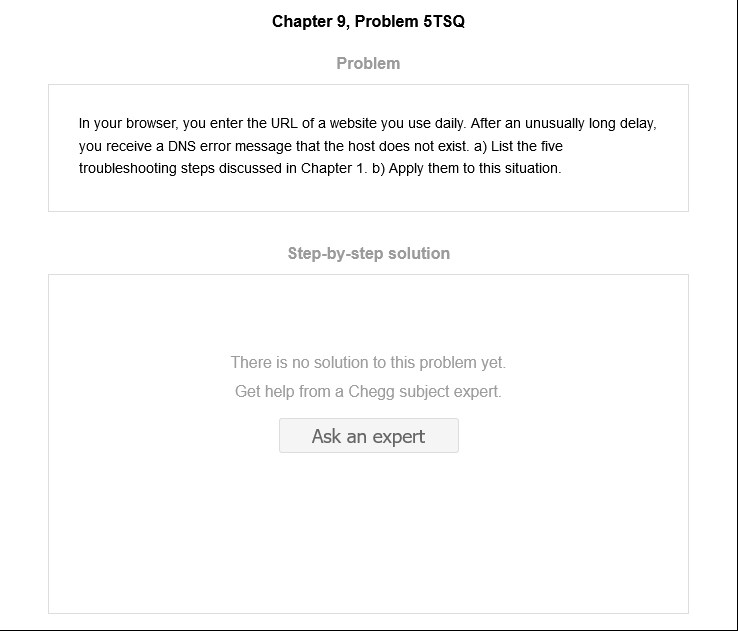 Chapter 9, Problem 5TSQ
Problem
In your browser, you enter the URL of a website you use daily. After an unusually long delay,
you receive a DNS error message that the host does not exist. a) List the five
troubleshooting steps discussed in Chapter 1. b) Apply them to this situation.
Step-by-step solution
There is no solution to this problem yet.
Get help from a Chegg subject expert.
Ask an expert